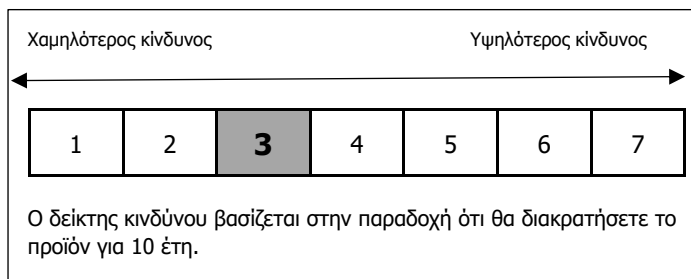 Χαμηλότερος κίνδυνος Υψηλότερος κίνδυνος
1 2 3 4 5 6 7
Ο δείκτης κινδύνου βασίζεται στην παραδοχή ότι θα διακρατήσετε το
προϊόν για 10 έτη.